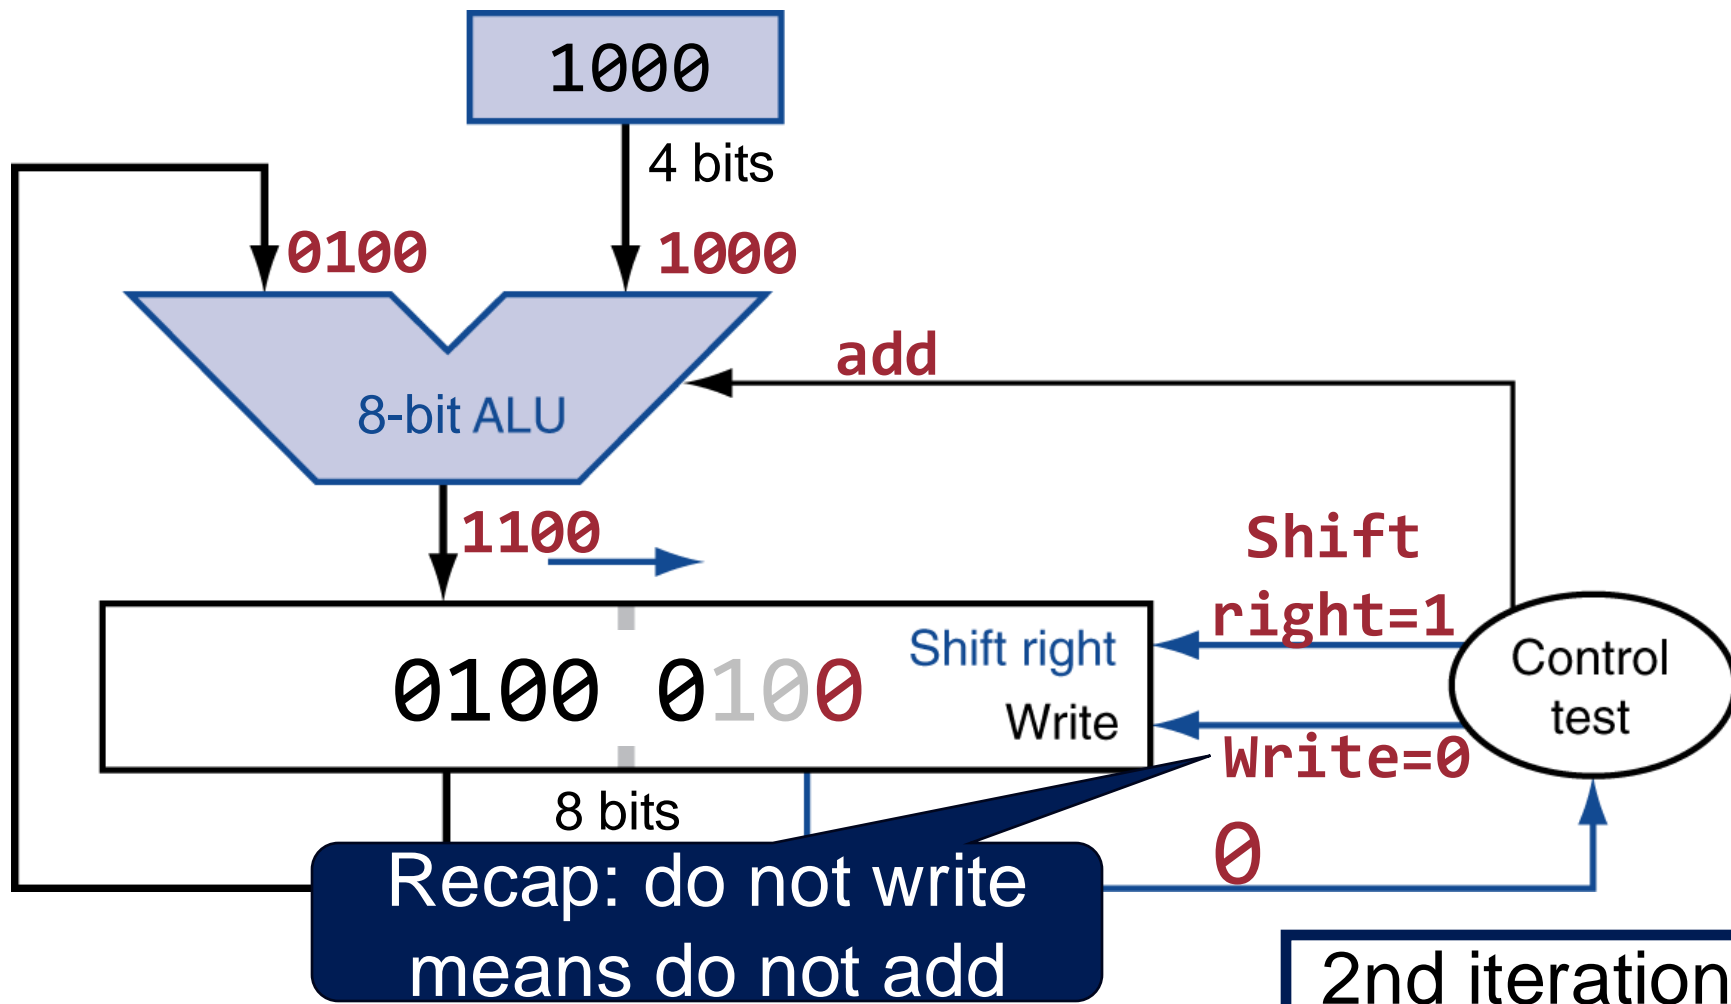 1000
4 bits
0100
1000
add
8-bit ALU
1100
Shift
right=1
Shift right
0100 0100
Write
Control
test
Write=0
8 bits
0
Recap: do not write
means do not add
2nd iteration